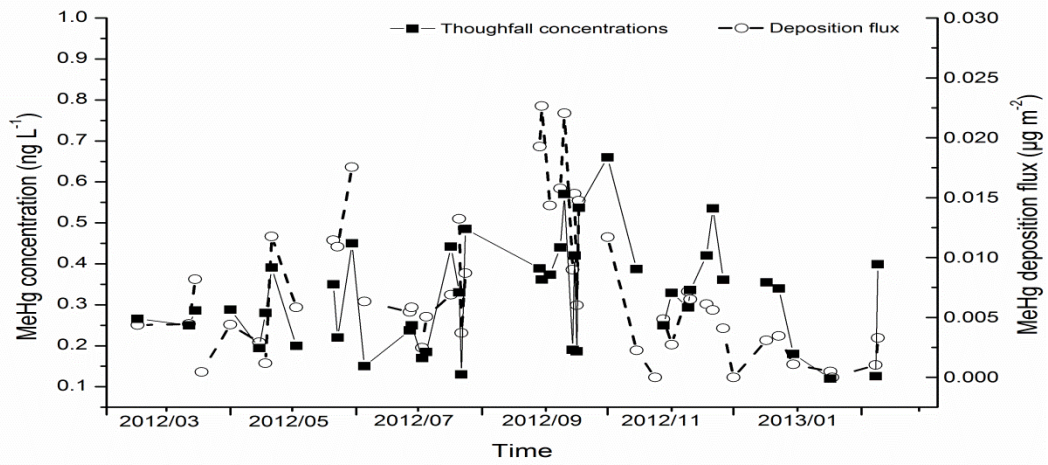 Thoughfall concentrations
Deposition flux
MeHg concentration (ng L⁻¹)
1.0
0.9
0.8
0.7
0.6
0.5
0.4
0.3
0.2
0.1
0.030
0.025
0.020
0.015
0.010
0.005
0.000
MeHg deposition flux (µg m⁻²)
2012/03 2012/05 2012/07 2012/09 2012/11 2013/01
Time